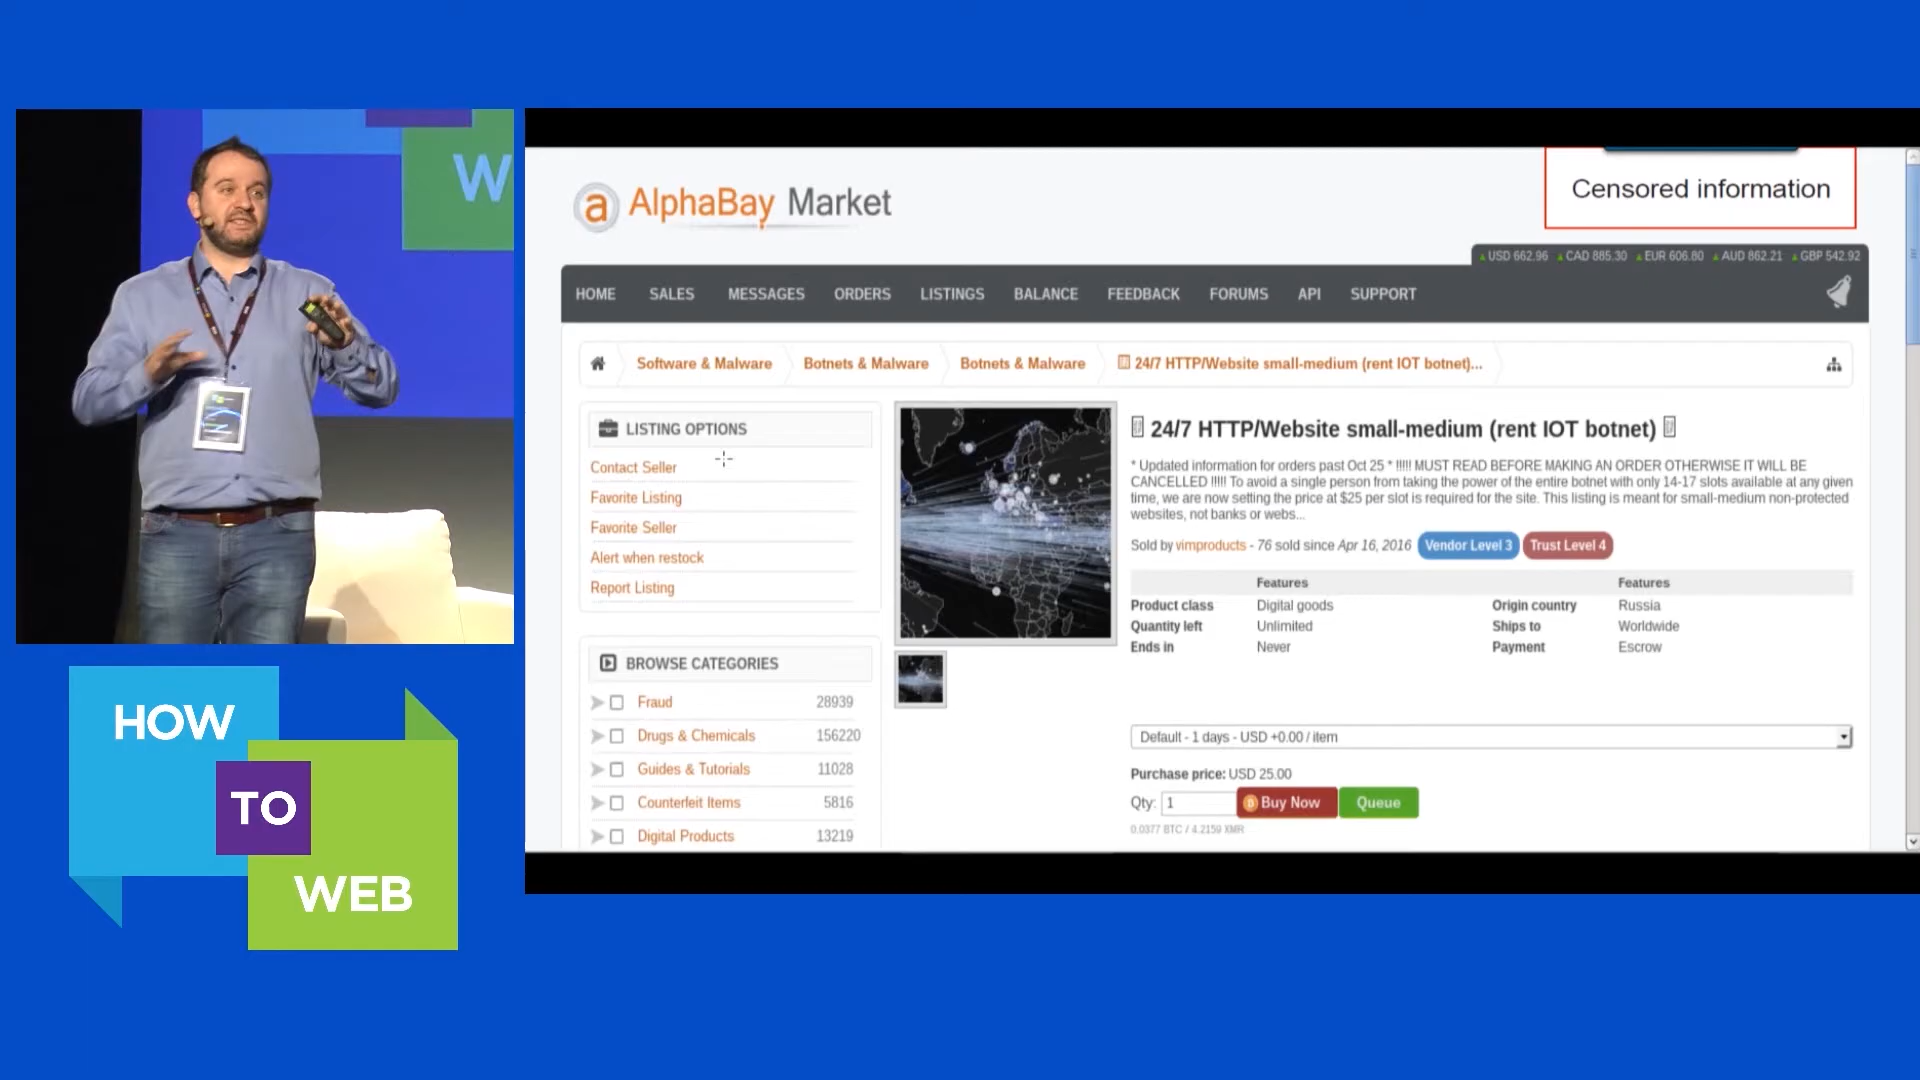 W
HOW
TO
WEB
AlphaBay Market
Censored information
USD 662.96 CAD 885.30 EUR 606.80 AUD 862.21 GBP 542.92
HOME SALES MESSAGES ORDERS LISTINGS BALANCE FEEDBACK FORUMS API SUPPORT
Software & Malware Botnets & Malware Botnets & Malware 24/7 HTTP/Website small-medium (rent IOT botnet)...
LISTING OPTIONS
Contact Seller
Favorite Listing
Favorite Seller
Alert when restock
Report Listing
BROWSE CATEGORIES
Fraud 28939
Drugs & Chemicals 156220
Guides & Tutorials 11028
Counterfeit Items 5816
Digital Products 13219
24/7 HTTP/Website small-medium (rent IOT botnet)
* Updated information for orders past Oct 25 * !!!!! MUST READ BEFORE MAKING AN ORDER OTHERWISE IT WILL BE
CANCELLED !!!!! To avoid a single person from taking the power of the entire botnet with only 14-17 slots available at any given
time, we are now setting the price at $25 per slot is required for the site. This listing is meant for small-medium non-protected
websites, not banks or webs...
Sold by vimproducts - 76 sold since Apr 16, 2016 Vendor Level 3 Trust Level 4
Features Features
Product class Digital goods Origin country Russia
Quantity left Unlimited Ships to Worldwide
Ends in Never Payment Escrow
Default - 1 days - USD +0.00 / item
Purchase price: USD 25.00
Qty: 1 Buy Now Queue
0.0377 BTC / 4.2159 XMR